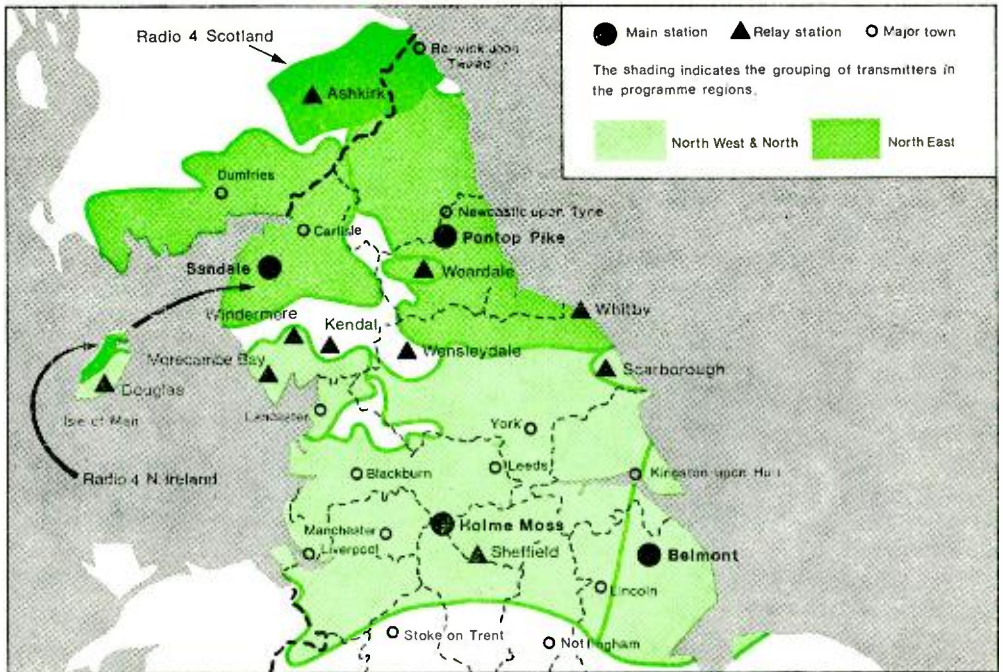 Radio 4 Scotland
Main station
Relay station
Major town
The shading indicates the grouping of transmitters in
the programme regions.
North West & North
North East
Berwick upon
Tweed
Ashkirk
Dumfries
Newcastle upon Tyne
Carlisle
Pontop Pike
Sandale
Weardale
Windermere
Whitby
Kendal
Morecambe Bay
Wensleydale
Scarborough
Douglas
Lancaster
Isle of Man
York
Radio 4 N.Ireland
Blackburn
Leeds
Kingston upon Hull
Manchester
Holme Moss
Liverpool
Sheffield
Belmont
Lincoln
Stoke on Trent
Nottingham